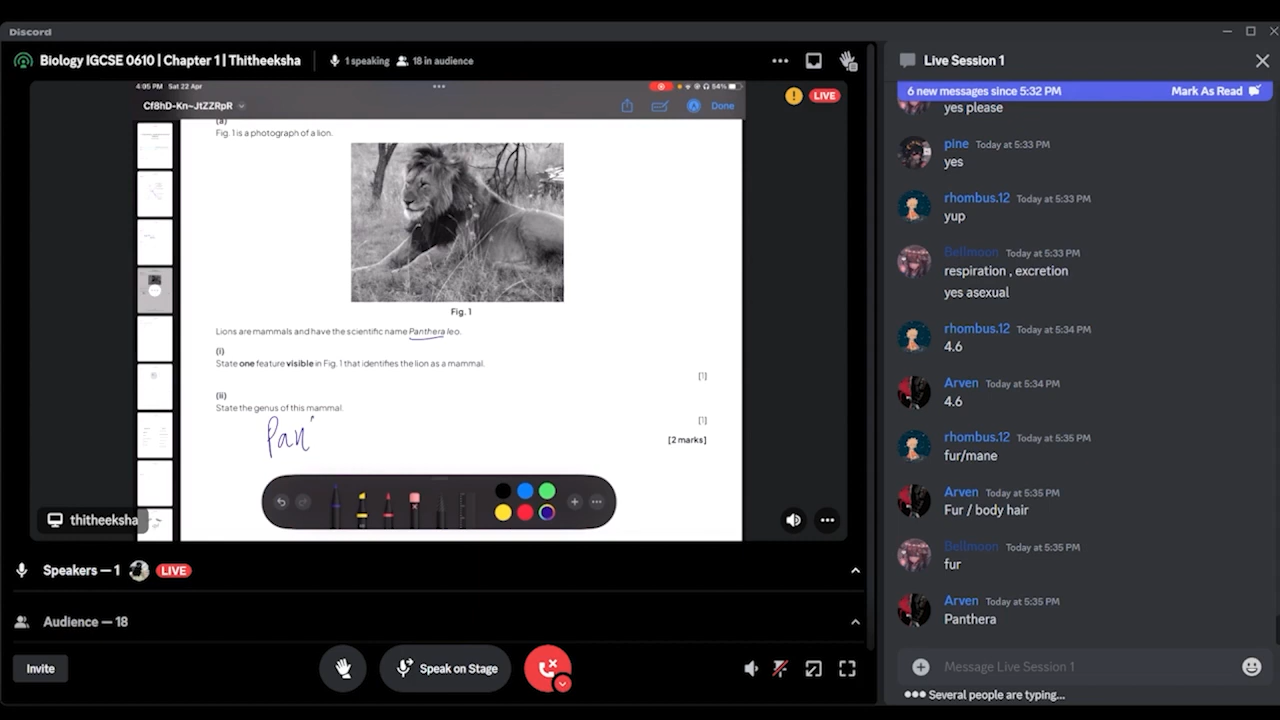 Discord
Biology IGCSE 0610 | Chapter 1 | Thitheeksha
1 speaking
18 in audience
4:05 PM Sat 22 Apr
54%
Cf8hD-Kn~JtZZRpR
Done
LIVE
(a)
Fig. 1 is a photograph of a lion.
Fig. 1
Lions are mammals and have the scientific name Panthera leo.
(i)
State one feature visible in Fig. 1 that identifies the lion as a mammal.
[1]
(ii)
State the genus of this mammal.
[1]
Pan
[2 marks]
thitheeksha
Speakers — 1
LIVE
Audience — 18
Invite
Speak on Stage
Live Session 1
6 new messages since 5:32 PM
Mark As Read
yes please
pine Today at 5:33 PM
yes
rhombus.12 Today at 5:33 PM
yup
Bellmoon Today at 5:33 PM
respiration , excretion
yes asexual
rhombus.12 Today at 5:34 PM
4.6
Arven Today at 5:34 PM
4.6
rhombus.12 Today at 5:35 PM
fur/mane
Arven Today at 5:35 PM
Fur / body hair
Bellmoon Today at 5:35 PM
fur
Arven Today at 5:35 PM
Panthera
Message Live Session 1
Several people are typing...